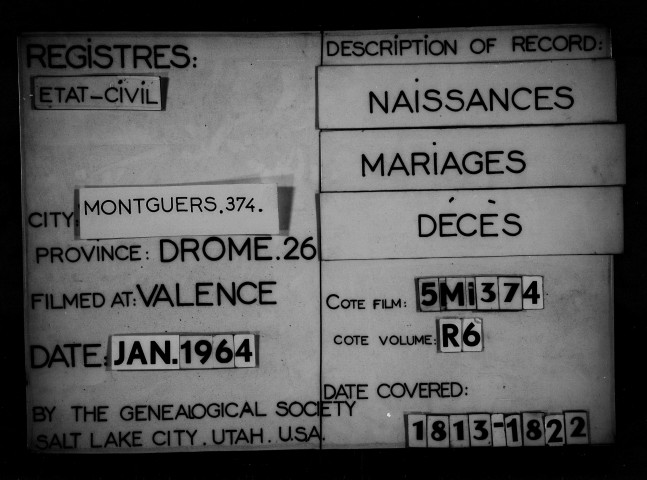 REGISTRES:
ETAT-CIVIL
CITY MONTGUERS.374.
PROVINCE: DROME.26
FILMED AT: VALENCE
DATE: JAN.1964
BY THE GENEALOGICAL SOCIETY
SALT LAKE CITY. UTAH. U.S.A.
DESCRIPTION OF RECORD:
NAISSANCES
MARIAGES
DÉCÈS
COTE FILM: 5Mi374
COTE VOLUME: R6
DATE COVERED:
1813-1822